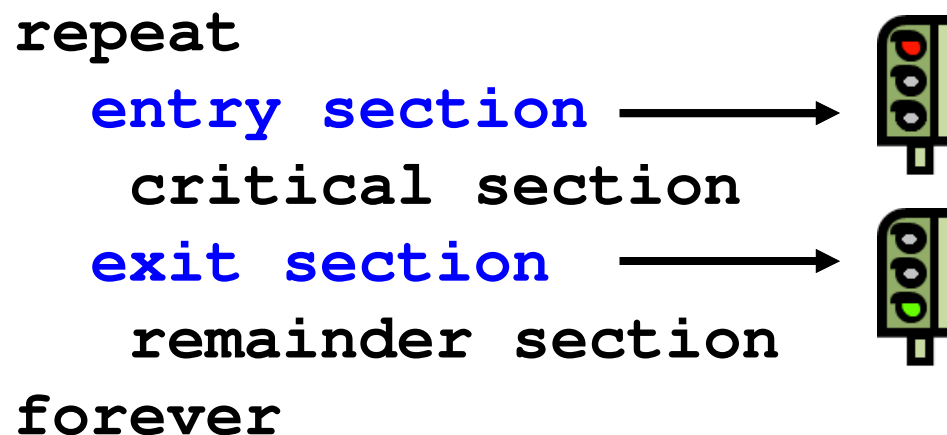 repeat
entry section
critical section
exit section
remainder section
forever